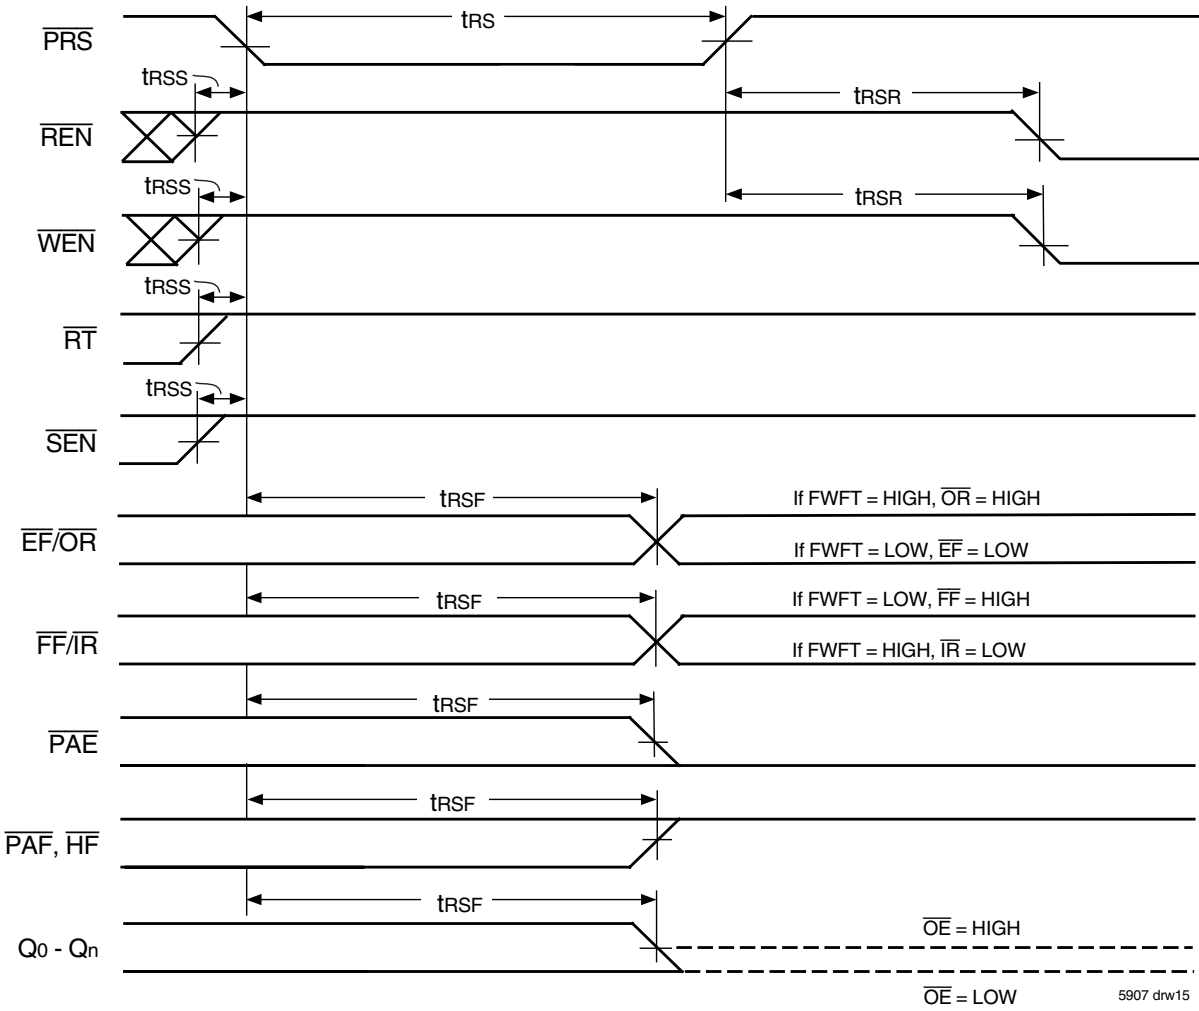 PRS
tRS
tRSS
tRSR
REN
tRSS
tRSR
WEN
tRSS
RT
tRSS
SEN
tRSF
If FWFT = HIGH, OR = HIGH
EF/OR
If FWFT = LOW, EF = LOW
tRSF
If FWFT = LOW, FF = HIGH
FF/IR
If FWFT = HIGH, IR = LOW
tRSF
PAE
tRSF
PAF, HF
tRSF
OE = HIGH
Q0 - Qn
OE = LOW
5907 drw15